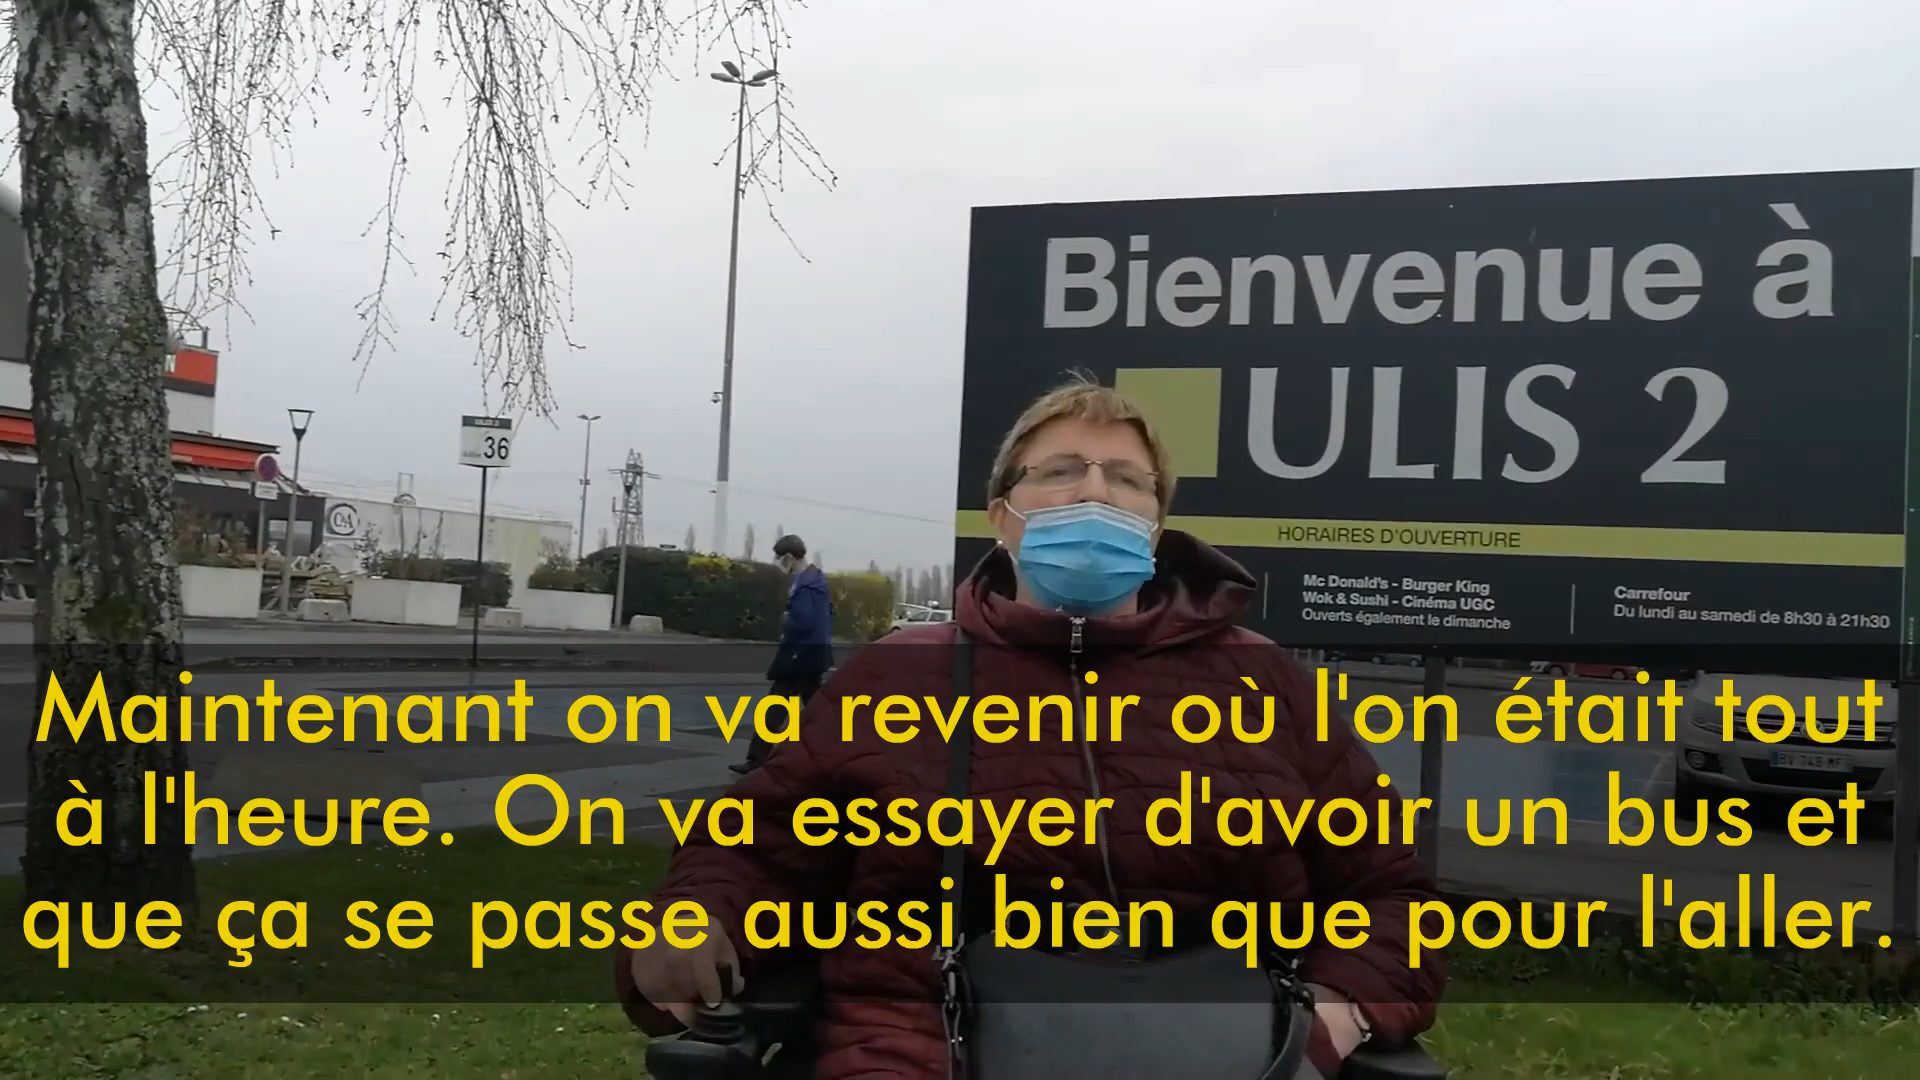 Bienvenue à
ULIS 2
HORAIRES D'OUVERTURE
Mc Donald's - Burger King
Wok & Sushi - Cinéma UGC
Ouverts également le dimanche
Carrefour
Du lundi au samedi de 8h30 à 21h30
36
C&A
Maintenant on va revenir où l'on était tout
à l'heure. On va essayer d'avoir un bus et
que ça se passe aussi bien que pour l'aller.